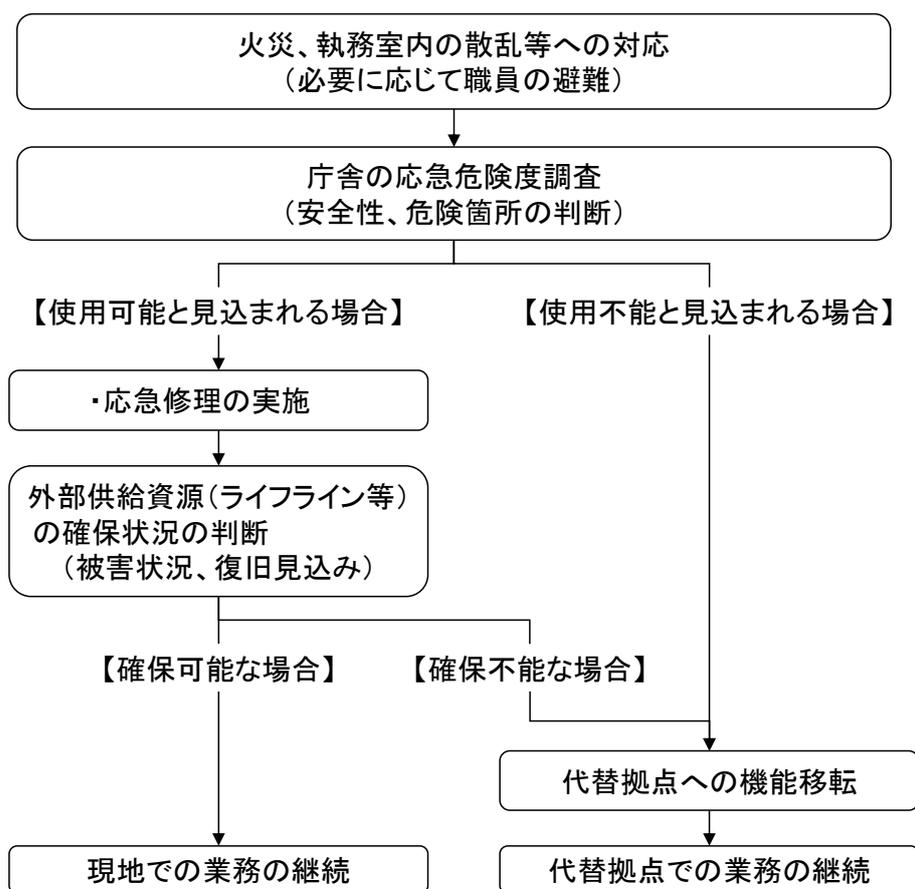 火災、執務室内の散乱等への対応
（必要に応じて職員の避難）
庁舎の応急危険度調査
（安全性、危険箇所の判断）
【使用可能と見込まれる場合】
【使用不能と見込まれる場合】
・応急修理の実施
外部供給資源（ライフライン等）
の確保状況の判断
（被害状況、復旧見込み）
【確保可能な場合】
【確保不能な場合】
代替拠点への機能移転
現地での業務の継続
代替拠点での業務の継続